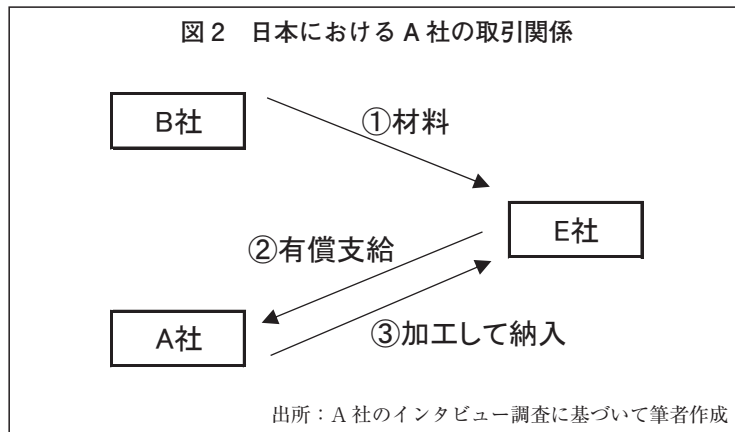 図2 日本におけるA社の取引関係
B社
①材料
E社
②有償支給
A社
③加工して納入
出所：A社のインタビュー調査に基づいて筆者作成